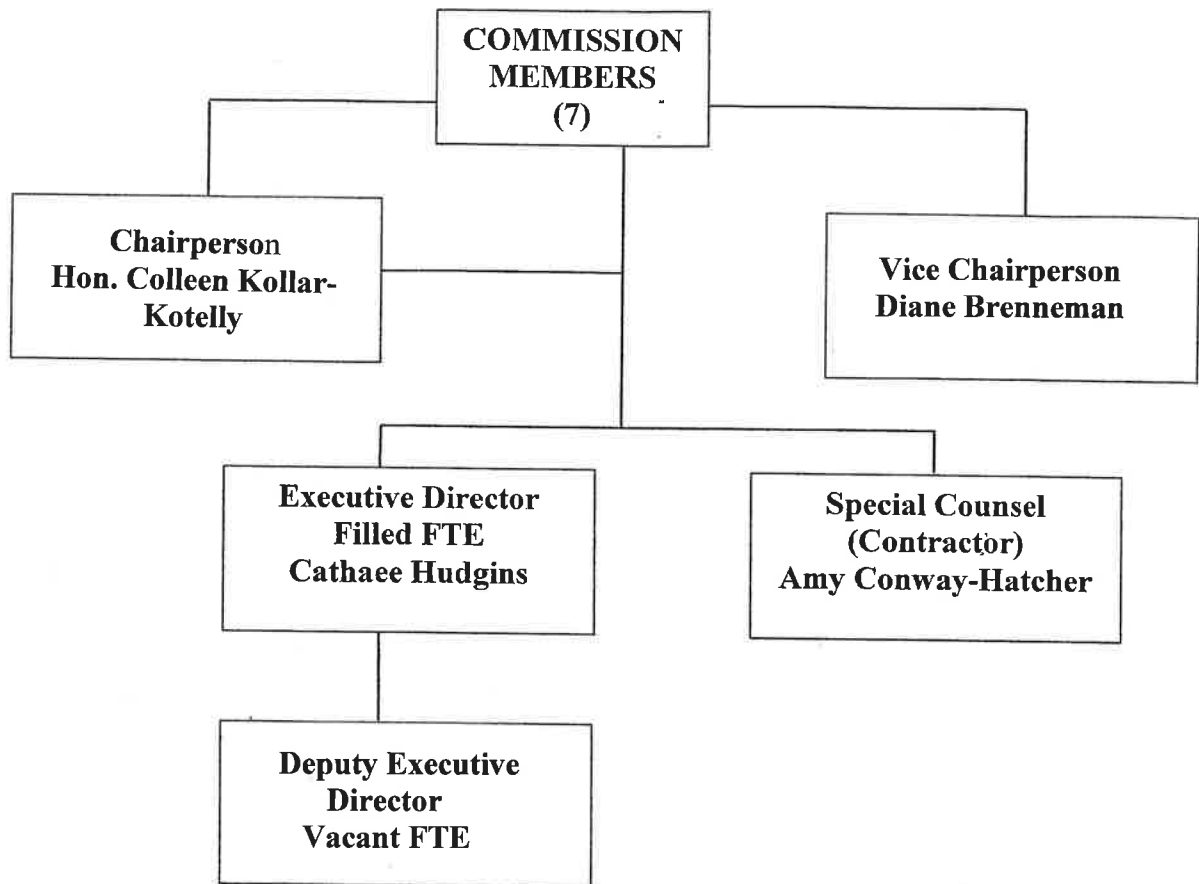 COMMISSION
MEMBERS
(7)
Chairperson
Hon. Colleen Kollar-
Kotelly
Vice Chairperson
Diane Brenneman
Executive Director
Filled FTE
Cathaee Hudgins
Special Counsel
(Contractor)
Amy Conway-Hatcher
Deputy Executive
Director
Vacant FTE